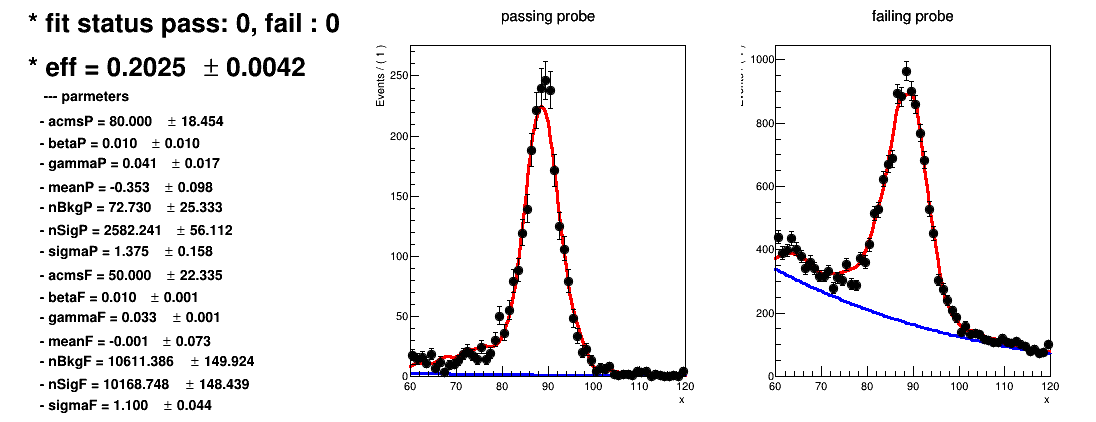 * fit status pass: 0, fail : 0
* eff = 0.2025 ± 0.0042
--- parmeters
- acmsP = 80.000 ± 18.454
- betaP = 0.010 ± 0.010
- gammaP = 0.041 ± 0.017
- meanP = -0.353 ± 0.098
- nBkgP = 72.730 ± 25.333
- nSigP = 2582.241 ± 56.112
- sigmaP = 1.375 ± 0.158
- acmsF = 50.000 ± 22.335
- betaF = 0.010 ± 0.001
- gammaF = 0.033 ± 0.001
- meanF = -0.001 ± 0.073
- nBkgF = 10611.386 ± 149.924
- nSigF = 10168.748 ± 148.439
- sigmaF = 1.100 ± 0.044
passing probe
Events / ( 1 )
250
200
150
100
50
0
60 70 80 90 100 110 120
x
failing probe
1000
800
600
400
200
0
60 70 80 90 100 110 120
x